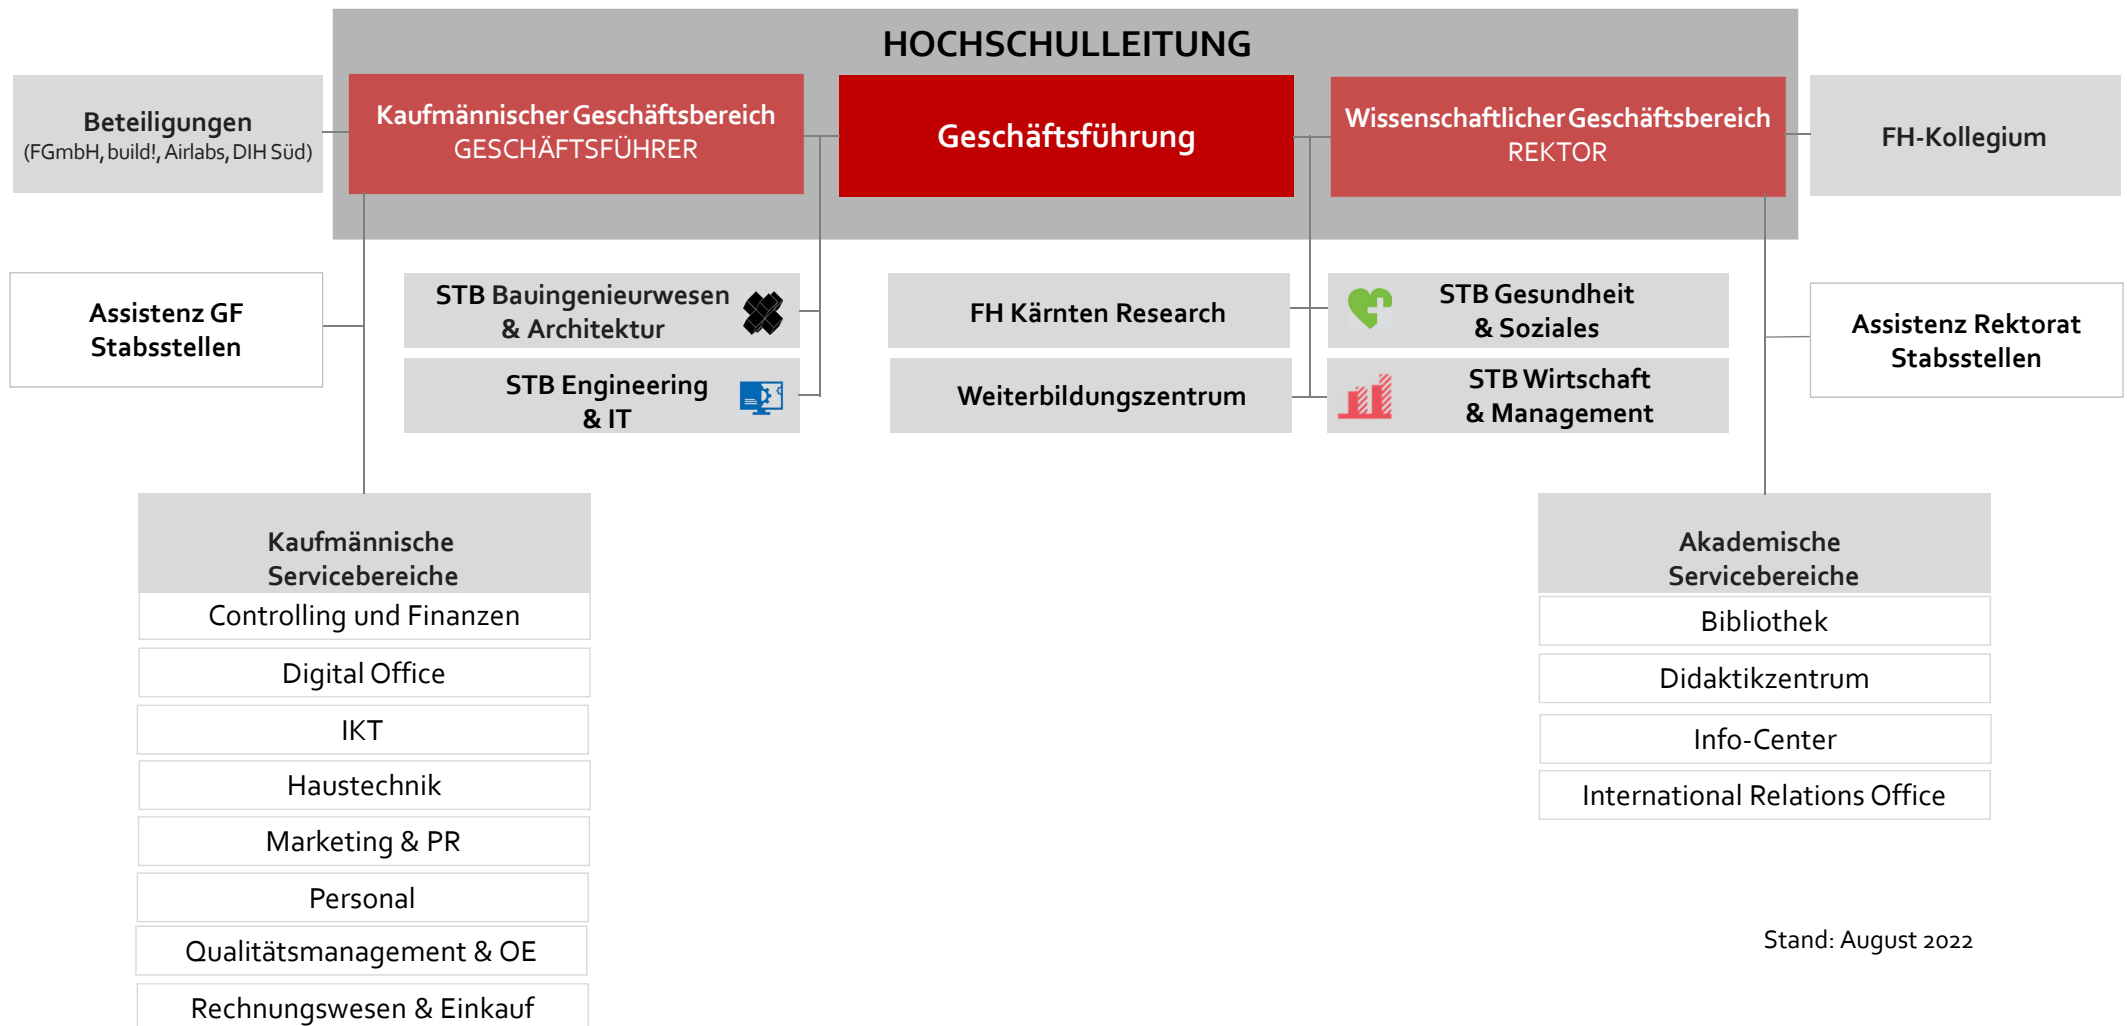 HOCHSCHULLEITUNG
Beteiligungen
(FGmbH, build!, Airlabs, DIH Süd)
Kaufmännischer Geschäftsbereich
GESCHÄFTSFÜHRER
Geschäftsführung
Wissenschaftlicher Geschäftsbereich
REKTOR
FH-Kollegium
Assistenz GF
Stabsstellen
STB Bauingenieurwesen
& Architektur
STB Engineering
& IT
FH Kärnten Research
Weiterbildungszentrum
STB Gesundheit
& Soziales
STB Wirtschaft
& Management
Assistenz Rektorat
Stabsstellen
Kaufmännische
Servicebereiche
Controlling und Finanzen
Digital Office
IKT
Haustechnik
Marketing & PR
Personal
Qualitätsmanagement & OE
Rechnungswesen & Einkauf
Akademische
Servicebereiche
Bibliothek
Didaktikzentrum
Info-Center
International Relations Office
Stand: August 2022